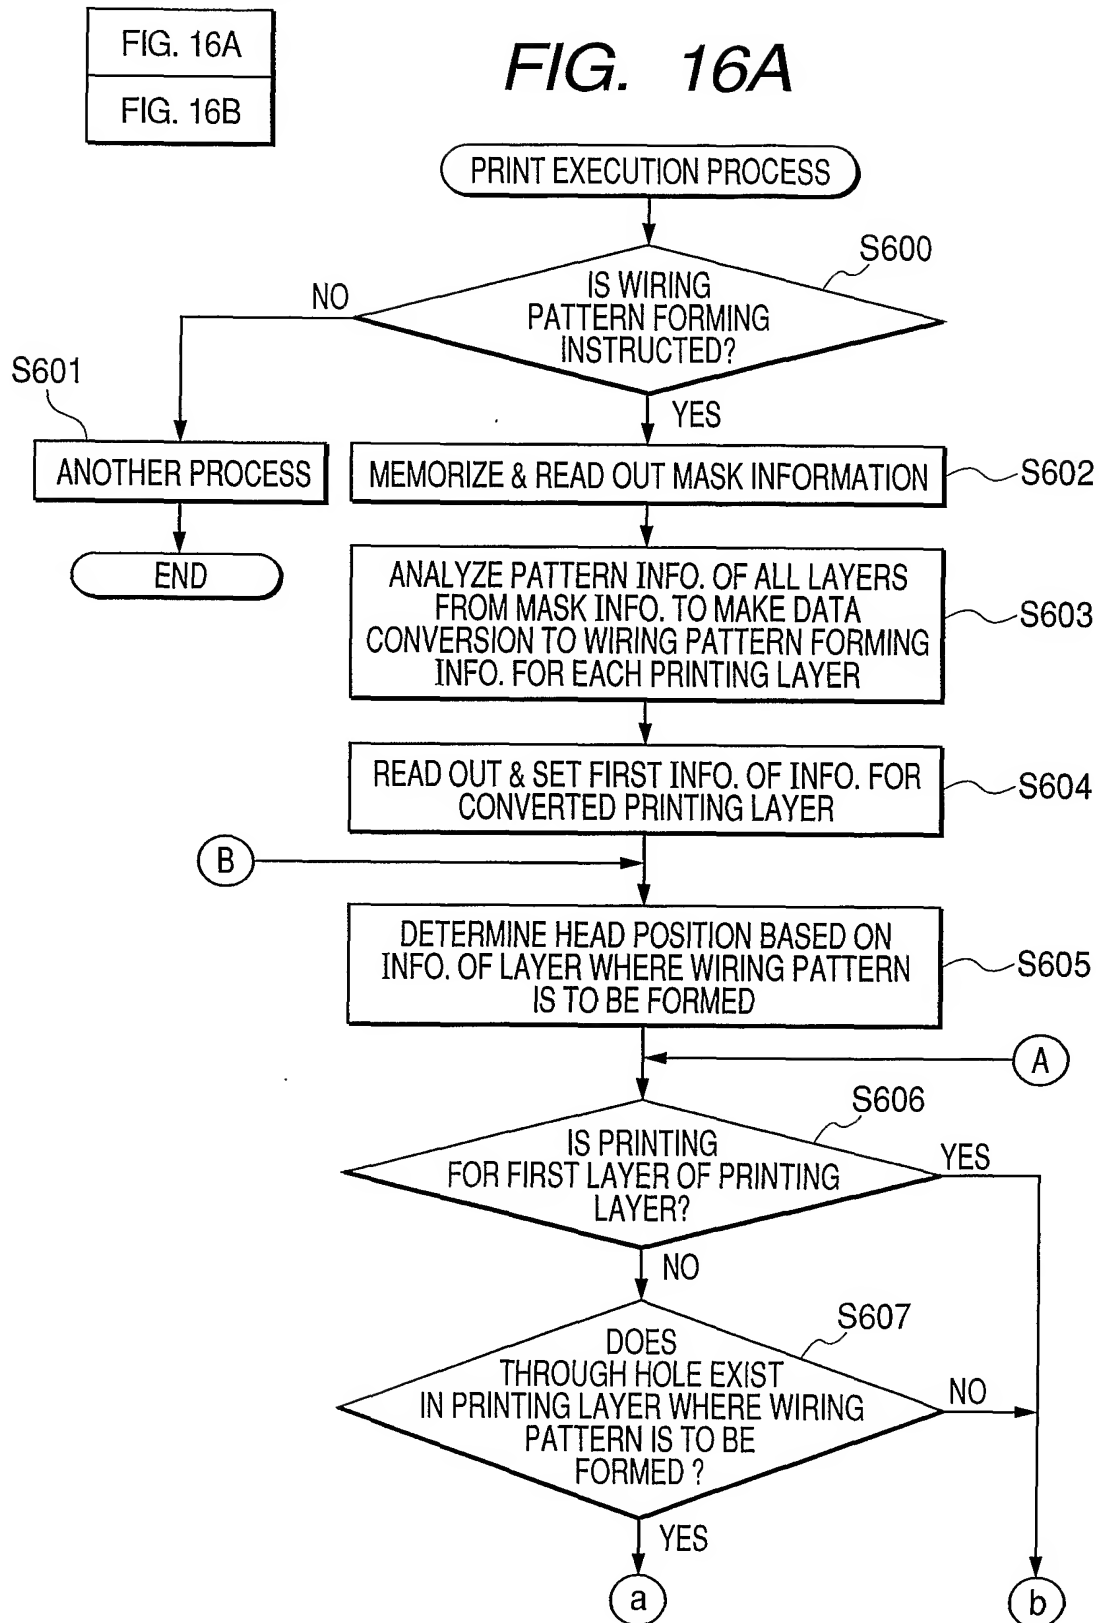 FIG. 16A
FIG. 16B
FIG. 16A
PRINT EXECUTION PROCESS
S600
IS WIRING
PATTERN FORMING
INSTRUCTED?
NO
YES
S601
ANOTHER PROCESS
END
MEMORIZE & READ OUT MASK INFORMATION
S602
ANALYZE PATTERN INFO. OF ALL LAYERS
FROM MASK INFO. TO MAKE DATA
CONVERSION TO WIRING PATTERN FORMING
INFO. FOR EACH PRINTING LAYER
S603
READ OUT & SET FIRST INFO. OF INFO. FOR
CONVERTED PRINTING LAYER
S604
B
DETERMINE HEAD POSITION BASED ON
INFO. OF LAYER WHERE WIRING PATTERN
IS TO BE FORMED
S605
A
S606
IS PRINTING
FOR FIRST LAYER OF PRINTING
LAYER?
YES
NO
S607
DOES
THROUGH HOLE EXIST
IN PRINTING LAYER WHERE WIRING
PATTERN IS TO BE
FORMED ?
NO
YES
a
b